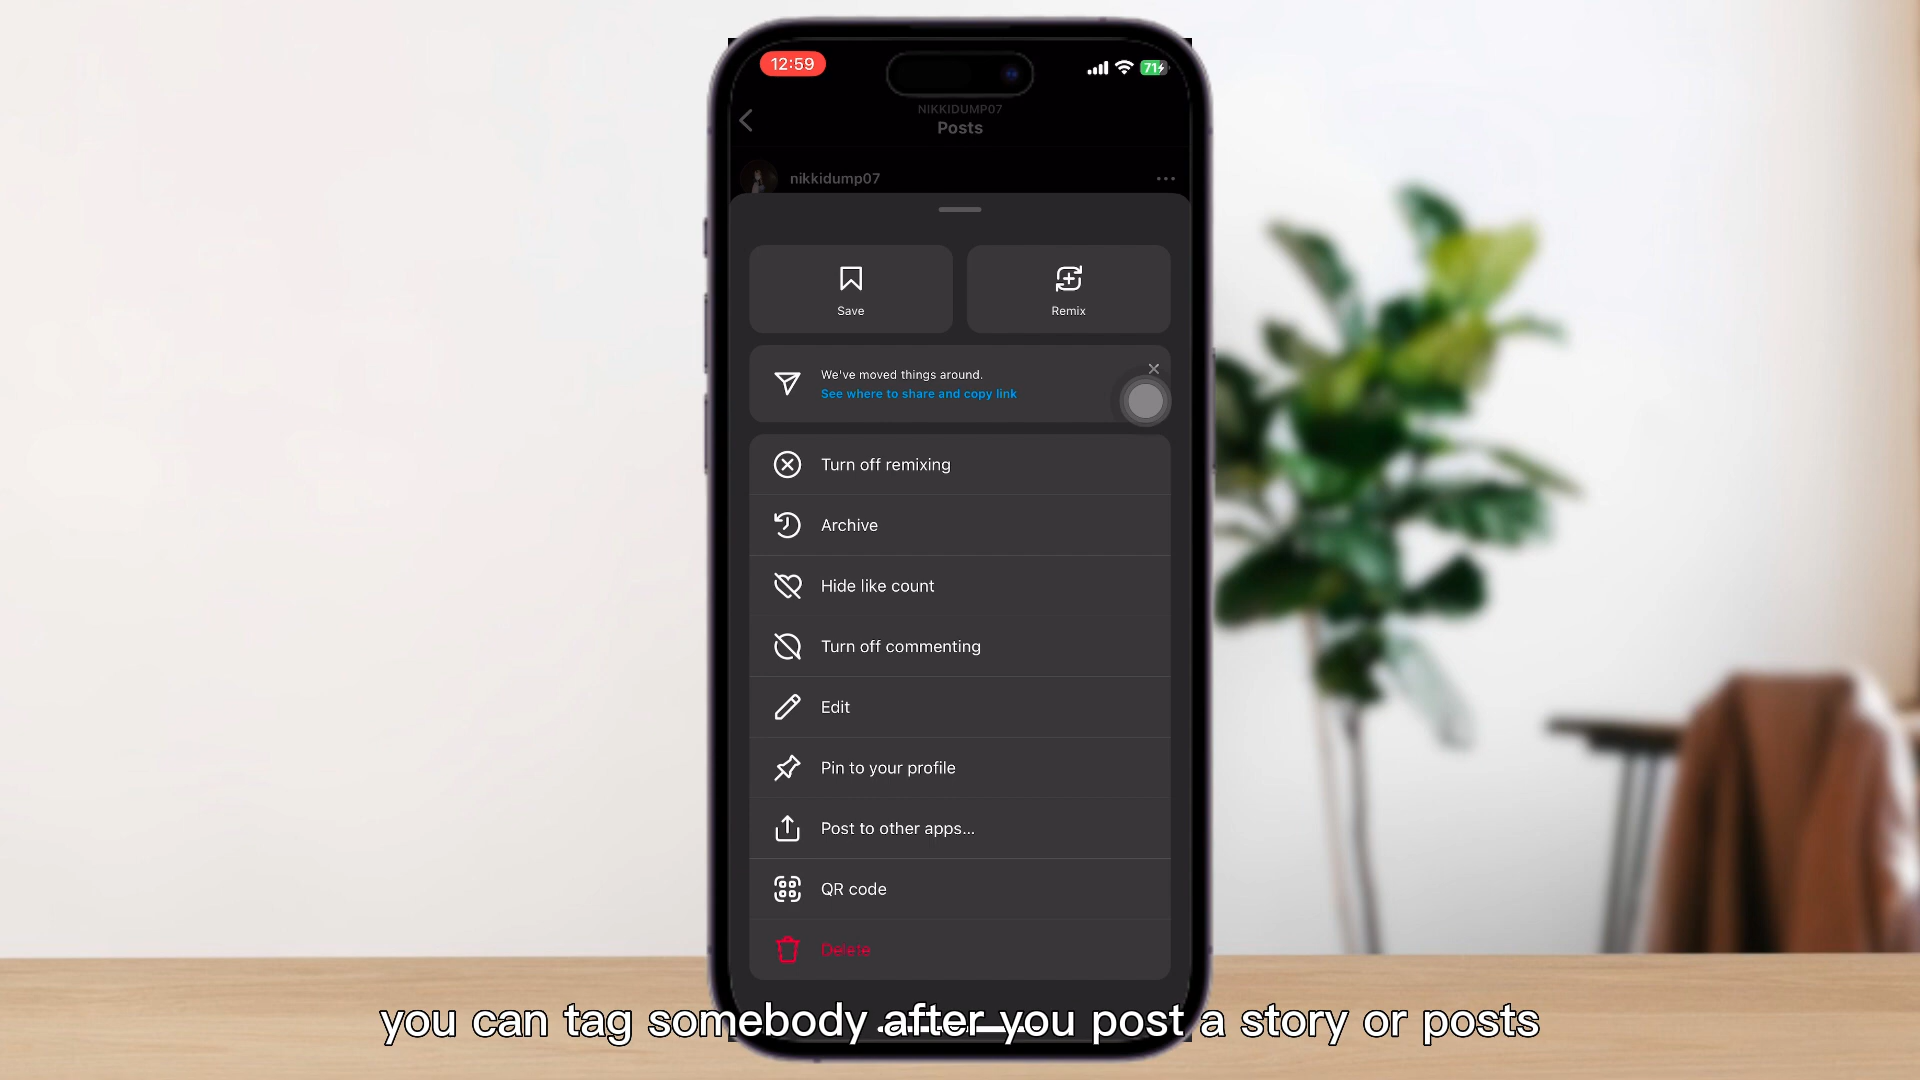 12:59
71
NIKKIDUMP07
Posts
nikkidump07
Save
Remix
We've moved things around.
See where to share and copy link
Turn off remixing
Archive
Hide like count
Turn off commenting
Edit
Pin to your profile
Post to other apps...
QR code
Delete
you can tag somebody after you post a story or posts